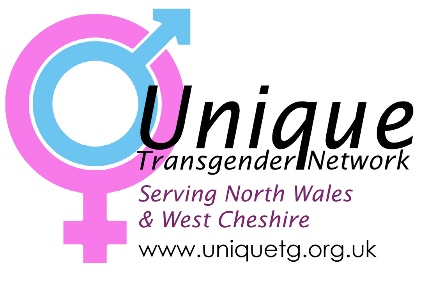 Unique
Transgender Network
Serving North Wales
& West Cheshire
www.uniquetg.org.uk